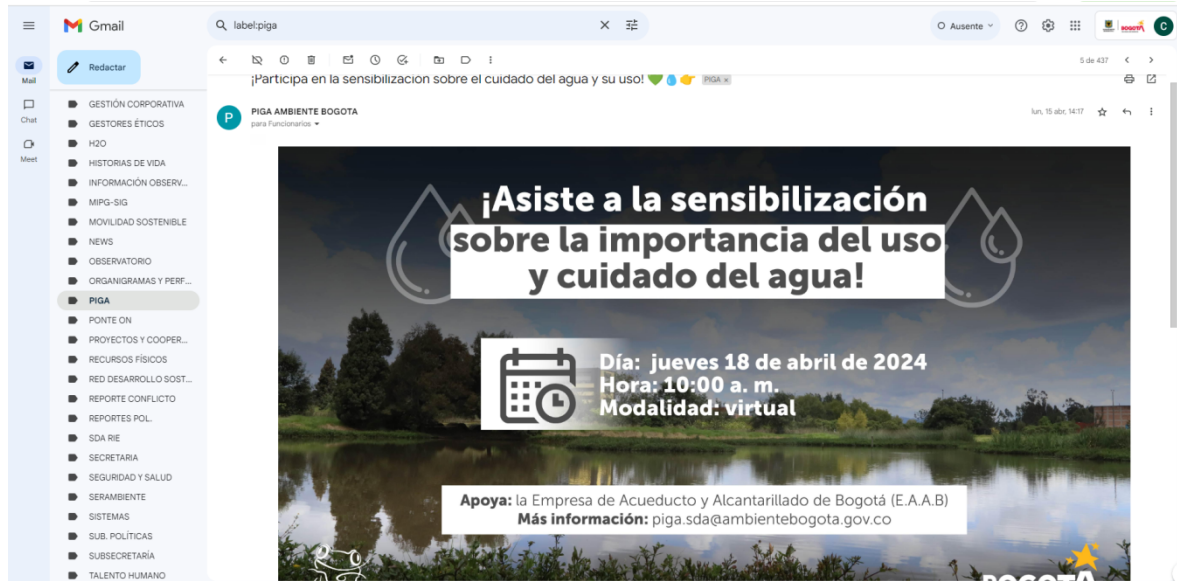 Gmail
label:piga
Ausente
BOGOTÁ
C
Mail
Chat
Meet
Redactar
GESTIÓN CORPORATIVA
GESTORES ÉTICOS
H2O
HISTORIAS DE VIDA
INFORMACIÓN OBSERV...
MIPG-SIG
MOVILIDAD SOSTENIBLE
NEWS
OBSERVATORIO
ORGANIGRAMAS Y PERF...
PIGA
PONTE ON
PROYECTOS Y COOPER...
RECURSOS FÍSICOS
RED DESARROLLO SOST...
REPORTE CONFLICTO
REPORTES POL.
SDA RIE
SECRETARIA
SEGURIDAD Y SALUD
SERAMBIENTE
SISTEMAS
SUB. POLÍTICAS
SUBSECRETARÍA
TALENTO HUMANO
5 de 437
¡Participa en la sensibilización sobre el cuidado del agua y su uso! 💚💧👉 PIGA x
P
PIGA AMBIENTE BOGOTA
lun, 15 abr, 14:17
para Funcionarios
¡Asiste a la sensibilización
sobre la importancia del uso
y cuidado del agua!
Día: jueves 18 de abril de 2024
Hora: 10:00 a. m.
Modalidad: virtual
Apoya: la Empresa de Acueducto y Alcantarillado de Bogotá (E.A.A.B)
Más información: piga.sda@ambientebogota.gov.co
BOGOTÁ